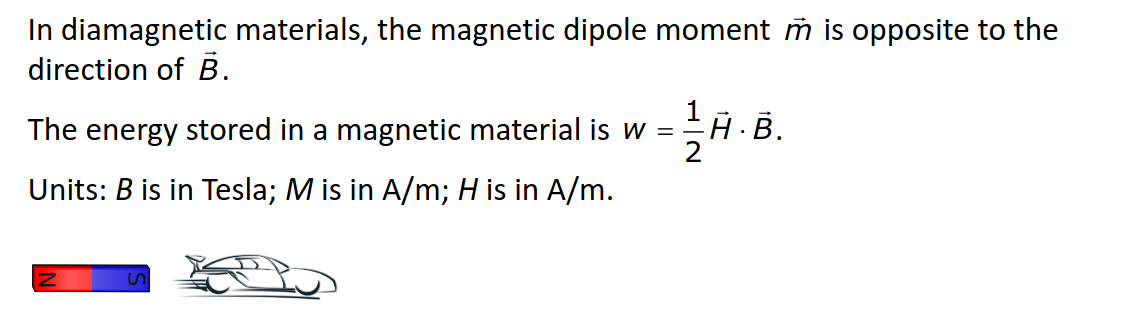 In diamagnetic materials, the magnetic dipole moment $\vec{m}$ is opposite to the
direction of $\vec{B}$.
The energy stored in a magnetic material is $w = \frac{1}{2}\vec{H} \cdot \vec{B}$.
Units: B is in Tesla; M is in A/m; H is in A/m.
N S